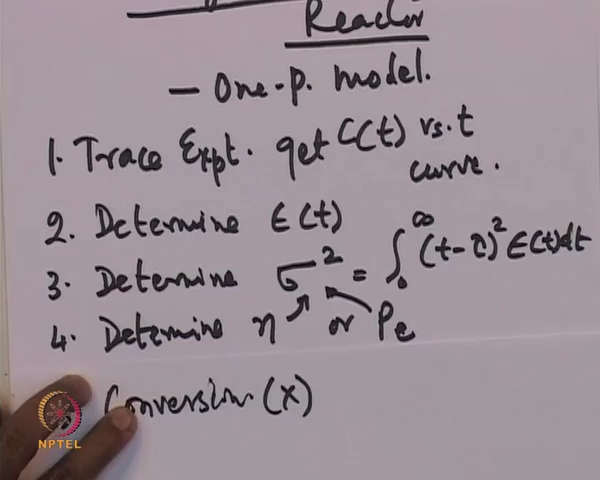 Reactor
— One-p. model.
1. Trace Expt. get C(t) vs. t
curve.
2. Determine E(t)
3. Determine σ² = ∫₀^∞ (t-τ)² E(t)dt
4. Determine n or Pe
Conversion (X)
NPTEL